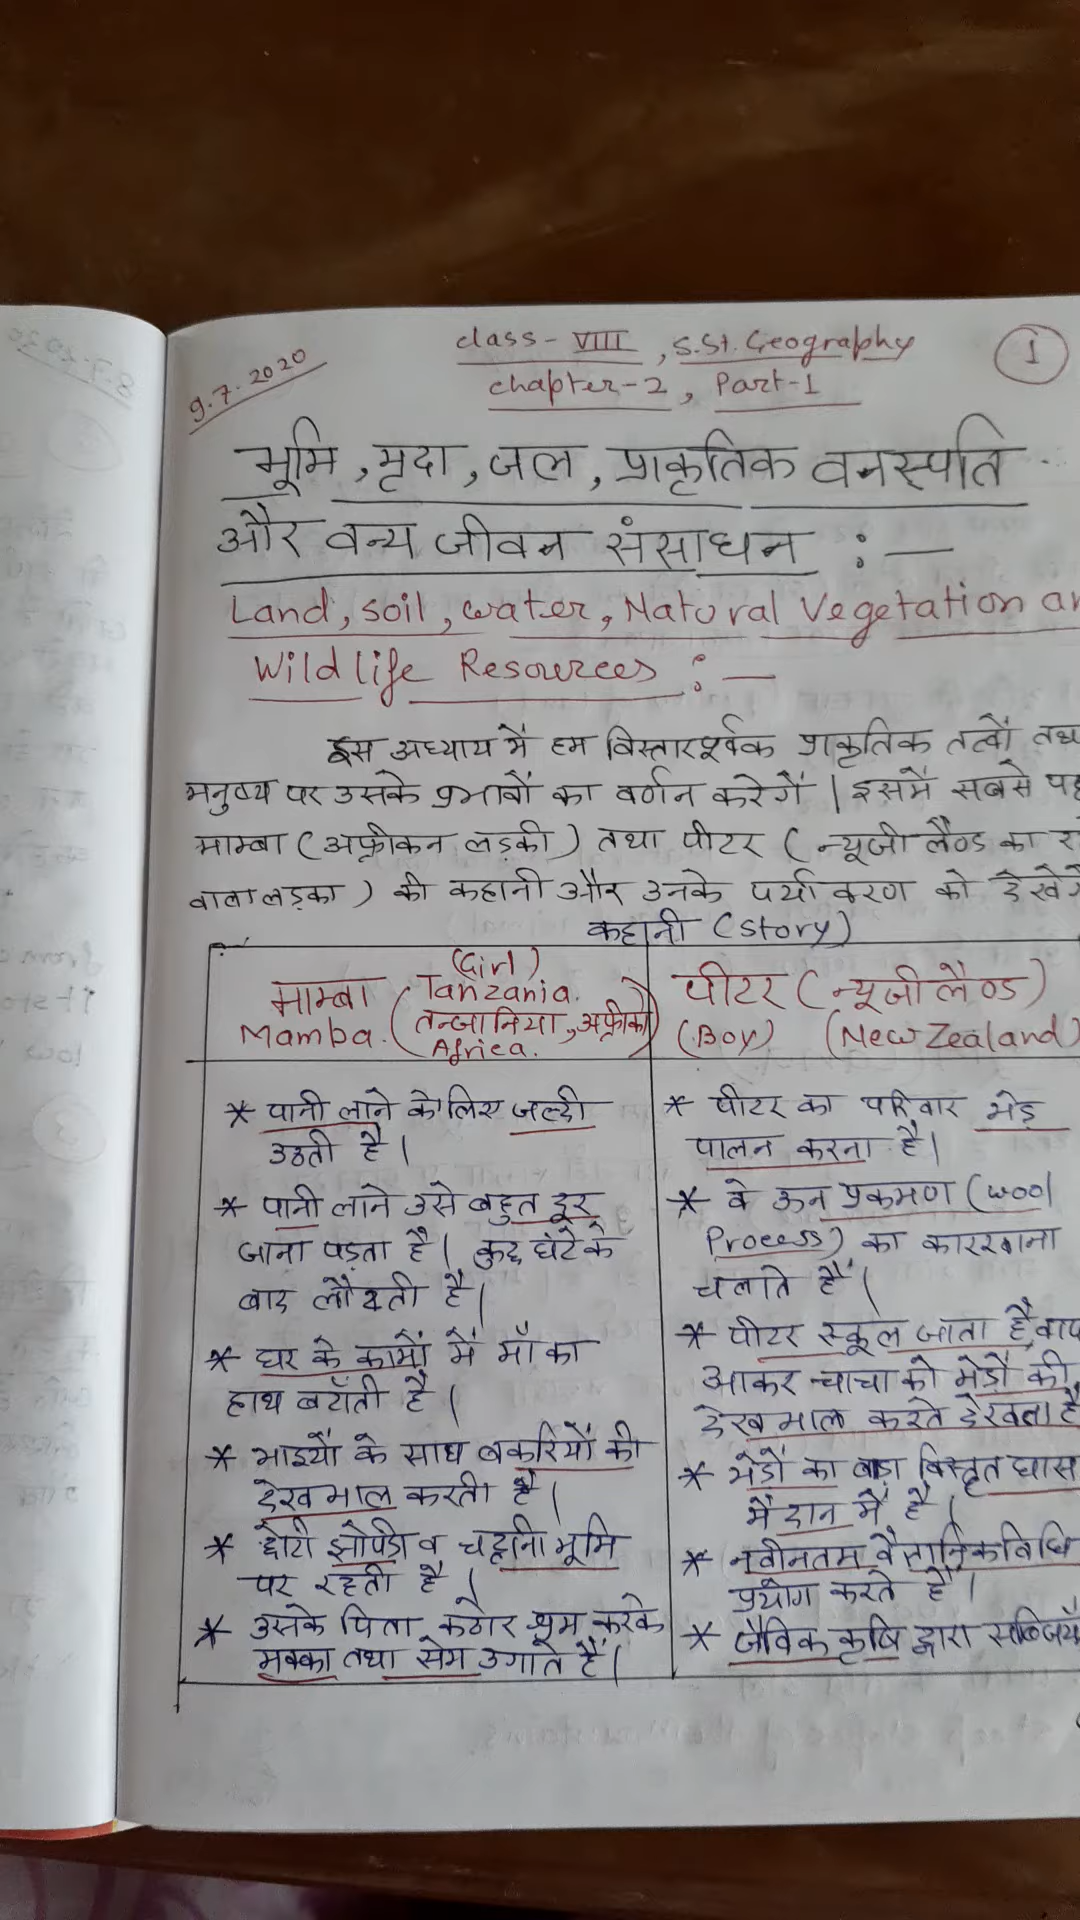 9.7.2020
class- VIII, S.St. Geography
1
chapter-2, Part-1
भूमि, मृदा, जल, प्राकृतिक वनस्पति
और वन्य जीवन संसाधन :—
Land, soil, water, Natural Vegetation an
Wildlife Resources :—
इस अध्याय में हम विस्तारपूर्वक प्राकृतिक तत्वों तथ
मनुष्य पर उसके प्रभावों का वर्णन करेगें। इसमें सबसे पह
माम्बा (अफ्रीकन लड़की) तथा पीटर (न्यूजीलैण्ड का र
वाला लड़का) की कहानी और उनके पर्यावरण को देखेगें
कहानी (story)
माम्बा (Girl) Tanzania.
Mamba. (तन्जानिया, अफ्रीका) Africa.
पीटर (न्यूजीलैण्ड)
(Boy) (New Zealand)
* पानी लाने के लिए जल्दी
उठती है।
* पानी लाने उसे बहुत दूर
जाना पड़ता है। कुछ घंटे के
बाद लौटती है।
* घर के कामों में माँ का
हाथ बटाँती है।
* भाइयों के साथ बकरियों की
देखभाल करती है।
* छोटी झोपडी व चट्टानी भूमि
पर रहती है।
* उसके पिता कठोर श्रम करके
मक्का तथा सेम उगाते हैं।
* पीटर का परिवार भेड़
पालन करना है।
* वे ऊन प्रक्रमण (wool
Process) का कारखाना
चलाते हैं।
* पीटर स्कूल जाता है, वाप
आकर चाचा को भेड़ों की
देखभाल करते देखता है
* भेड़ों का बाड़ा विस्तृत घास
मैदान में है।
* नवीनतम वैज्ञानिक विधि
प्रयोग करते हैं।
* जैविक कृषि द्वारा सब्जियाँ